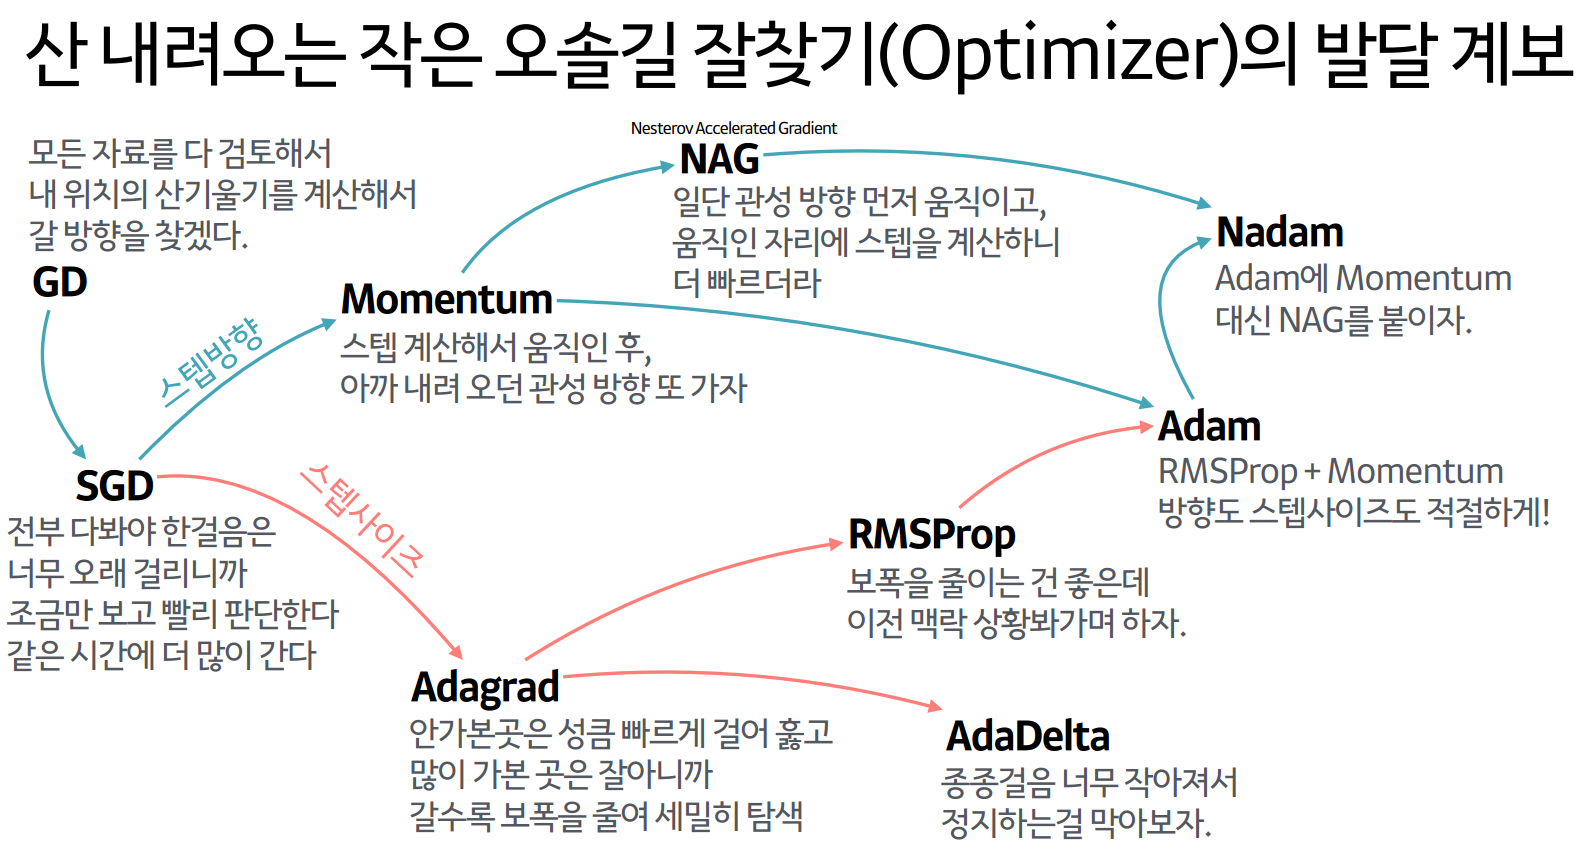 산 내려오는 작은 오솔길 잘찾기(Optimizer)의 발달 계보
모든 자료를 다 검토해서
내 위치의 산기울기를 계산해서
갈 방향을 찾겠다.
GD
스텝방향
Momentum
스텝 계산해서 움직인 후,
아까 내려 오던 관성 방향 또 가자
Nesterov Accelerated Gradient
NAG
일단 관성 방향 먼저 움직이고,
움직인 자리에 스텝을 계산하니
더 빠르더라
Nadam
Adam에 Momentum
대신 NAG를 붙이자.
SGD
전부 다봐야 한걸음은
너무 오래 걸리니까
조금만 보고 빨리 판단한다
같은 시간에 더 많이 간다
스텝사이즈
Adagrad
안가본곳은 성큼 빠르게 걸어 훓고
많이 가본 곳은 잘아니까
갈수록 보폭을 줄여 세밀히 탐색
RMSProp
보폭을 줄이는 건 좋은데
이전 맥락 상황봐가며 하자.
Adam
RMSProp + Momentum
방향도 스텝사이즈도 적절하게!
AdaDelta
종종걸음 너무 작아져서
정지하는걸 막아보자.